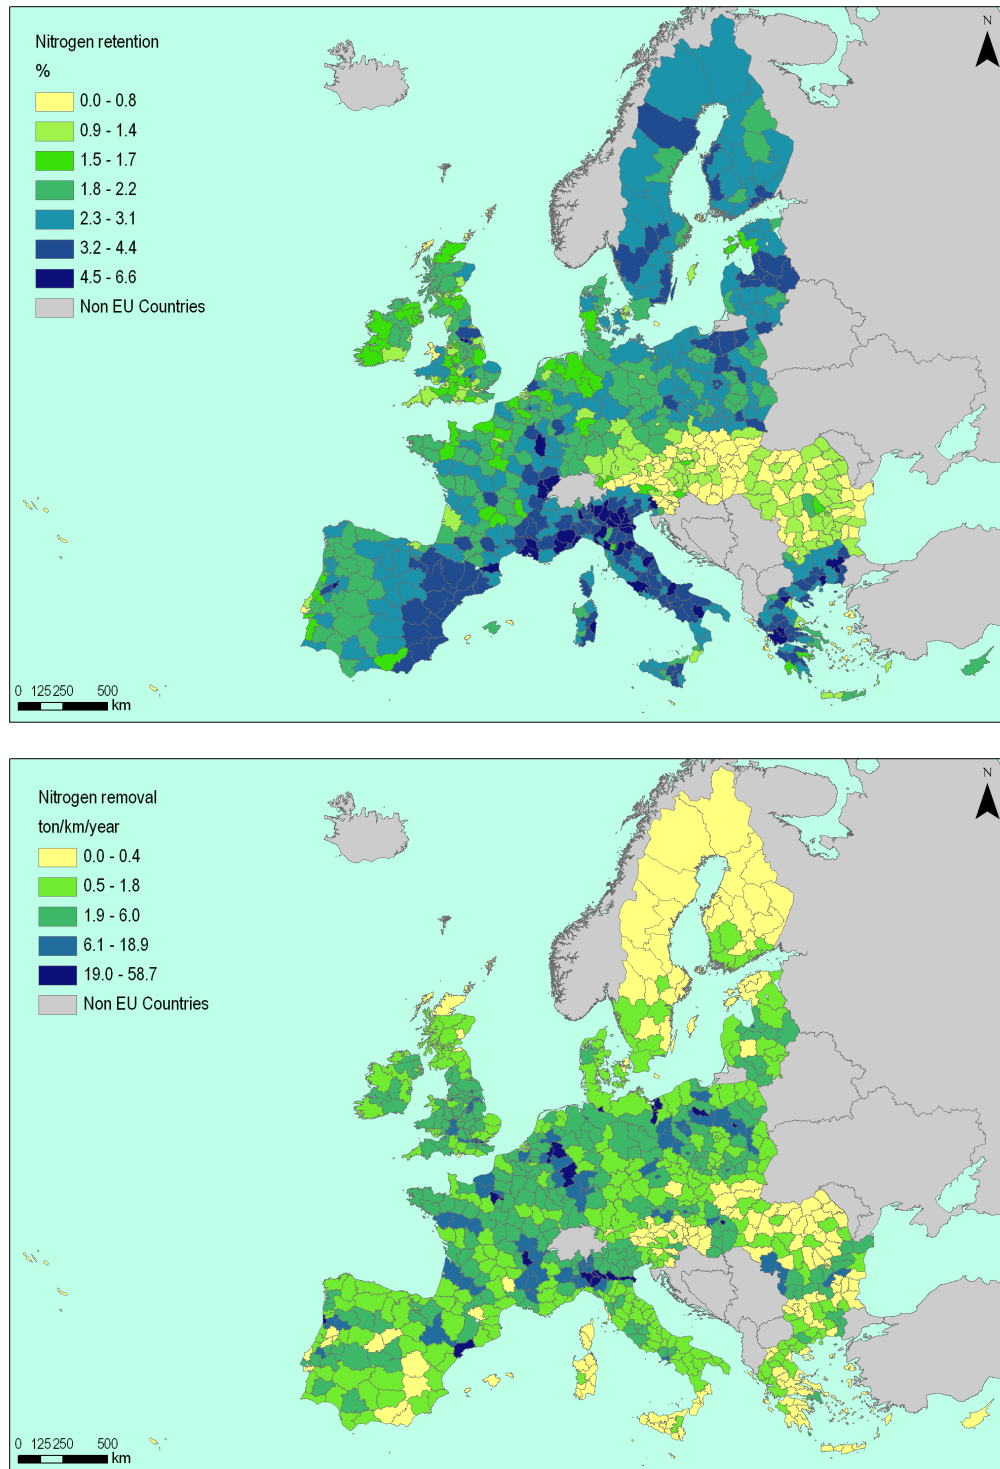 Nitrogen retention
%
0.0 - 0.8
0.9 - 1.4
1.5 - 1.7
1.8 - 2.2
2.3 - 3.1
3.2 - 4.4
4.5 - 6.6
Non EU Countries
N
0 125 250 500
km
Nitrogen removal
ton/km/year
0.0 - 0.4
0.5 - 1.8
1.9 - 6.0
6.1 - 18.9
19.0 - 58.7
Non EU Countries
N
0 125 250 500
km